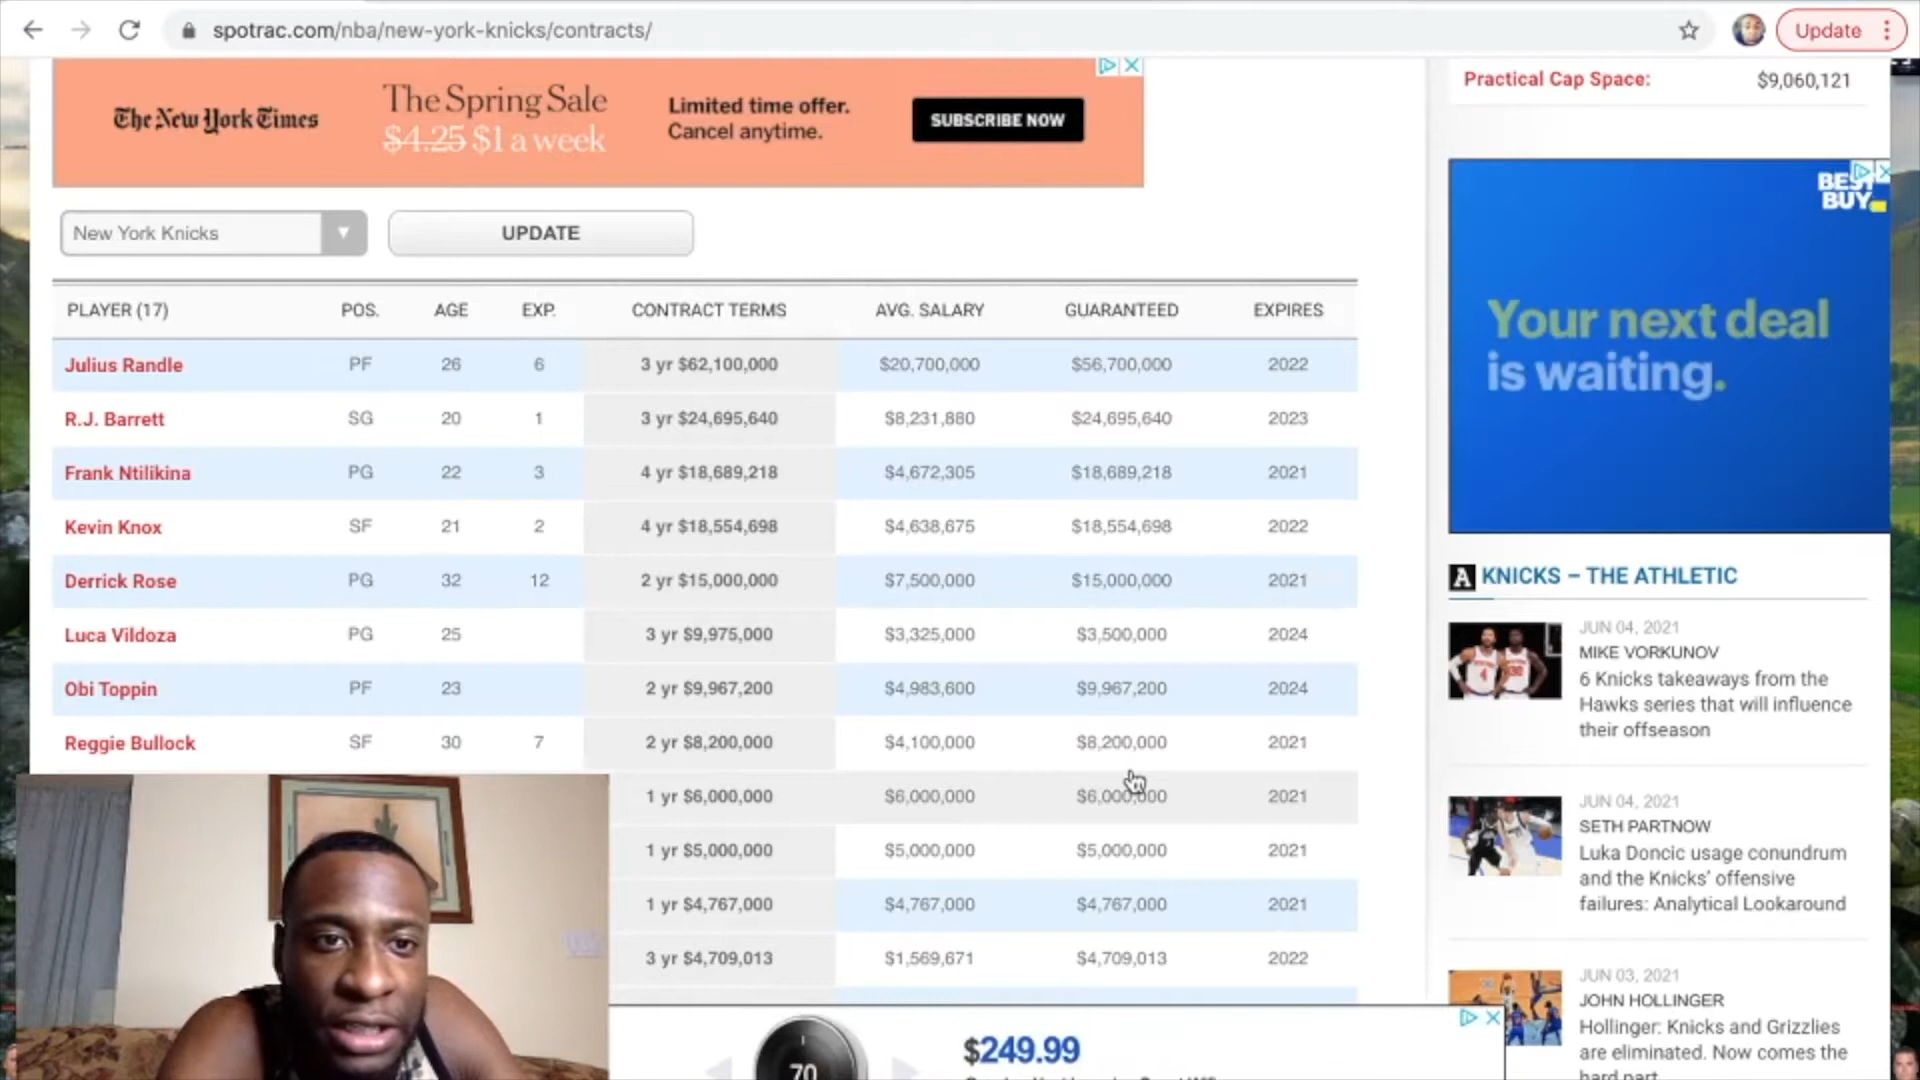 spotrac.com/nba/new-york-knicks/contracts/
Update
The New York Times
The Spring Sale
$4.25 $1 a week
Limited time offer.
Cancel anytime.
SUBSCRIBE NOW
Practical Cap Space: $9,060,121
New York Knicks
UPDATE
BEST
BUY
Your next deal
is waiting.
PLAYER (17) POS. AGE EXP. CONTRACT TERMS AVG. SALARY GUARANTEED EXPIRES
Julius Randle PF 26 6 3 yr $62,100,000 $20,700,000 $56,700,000 2022
R.J. Barrett SG 20 1 3 yr $24,695,640 $8,231,880 $24,695,640 2023
Frank Ntilikina PG 22 3 4 yr $18,689,218 $4,672,305 $18,689,218 2021
Kevin Knox SF 21 2 4 yr $18,554,698 $4,638,675 $18,554,698 2022
Derrick Rose PG 32 12 2 yr $15,000,000 $7,500,000 $15,000,000 2021
Luca Vildoza PG 25 3 yr $9,975,000 $3,325,000 $3,500,000 2024
Obi Toppin PF 23 2 yr $9,967,200 $4,983,600 $9,967,200 2024
Reggie Bullock SF 30 7 2 yr $8,200,000 $4,100,000 $8,200,000 2021
1 yr $6,000,000 $6,000,000 $6,000,000 2021
1 yr $5,000,000 $5,000,000 $5,000,000 2021
1 yr $4,767,000 $4,767,000 $4,767,000 2021
3 yr $4,709,013 $1,569,671 $4,709,013 2022
A KNICKS – THE ATHLETIC
JUN 04, 2021
MIKE VORKUNOV
6 Knicks takeaways from the
Hawks series that will influence
their offseason
JUN 04, 2021
SETH PARTNOW
Luka Doncic usage conundrum
and the Knicks' offensive
failures: Analytical Lookaround
JUN 03, 2021
JOHN HOLLINGER
Hollinger: Knicks and Grizzlies
are eliminated. Now comes the
hard part
70
$249.99